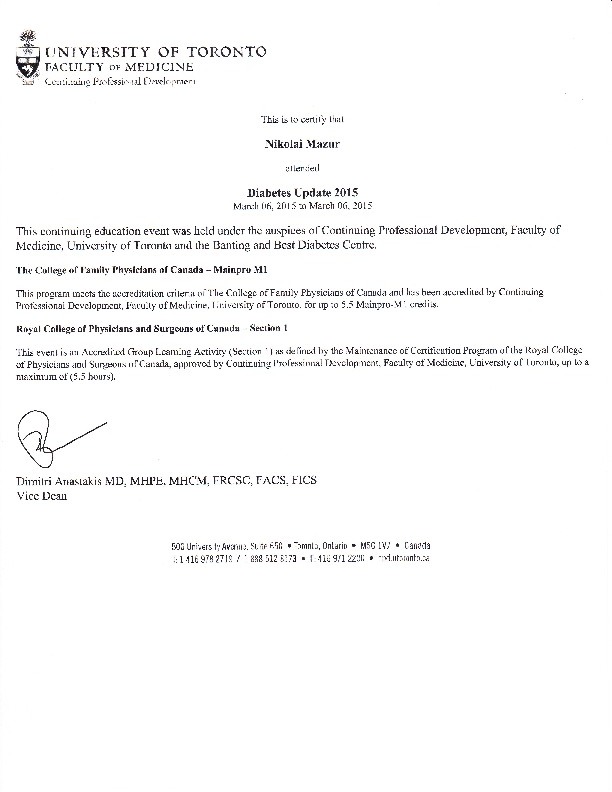 UNIVERSITY OF TORONTO
FACULTY OF MEDICINE
Continuing Professional Development
This is to certify that
Nikolai Mazur
attended
Diabetes Update 2015
March 06, 2015 to March 06, 2015
This continuing education event was held under the auspices of Continuing Professional Development, Faculty of
Medicine, University of Toronto and the Banting and Best Diabetes Centre.
The College of Family Physicians of Canada – Mainpro M1
This program meets the accreditation criteria of The College of Family Physicians of Canada and has been accredited by Continuing
Professional Development, Faculty of Medicine, University of Toronto, for up to 5.5 Mainpro-M1 credits.
Royal College of Physicians and Surgeons of Canada – Section 1
This event is an Accredited Group Learning Activity (Section 1) as defined by the Maintenance of Certification Program of the Royal College
of Physicians and Surgeons of Canada, approved by Continuing Professional Development, Faculty of Medicine, University of Toronto, up to a
maximum of (5.5 hours).
Dimitri Anastakis MD, MHPE, MHCM, FRCSC, FACS, FICS
Vice Dean
500 University Avenue, Suite 650 • Toronto, Ontario • M5G 1V7 • Canada
416 978 2719 / 1 888 512 8173 • 416 971 2200 •